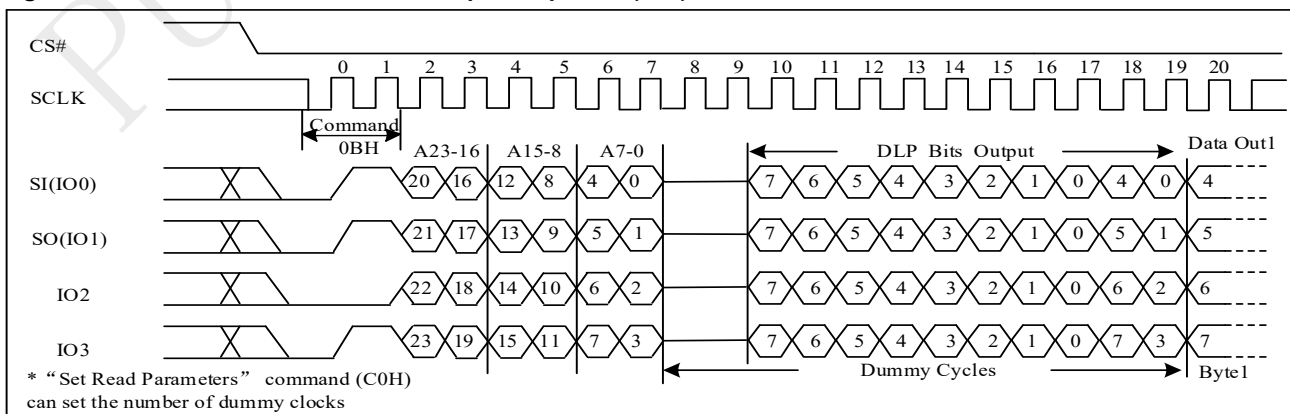 CS#
0 1 2 3 4 5 6 7 8 9 10 11 12 13 14 15 16 17 18 19 20
SCLK
Command
0BH
A23-16 A15-8 A7-0 DLP Bits Output Data Out1
SI(IO0) 20 16 12 8 4 0 7 6 5 4 3 2 1 0 4 0 4
SO(IO1) 21 17 13 9 5 1 7 6 5 4 3 2 1 0 5 1 5
IO2 22 18 14 10 6 2 7 6 5 4 3 2 1 0 6 2 6
IO3 23 19 15 11 7 3 7 6 5 4 3 2 1 0 7 3 7
Dummy Cycles Byte1
* “Set Read Parameters” command (C0H)
can set the number of dummy clocks